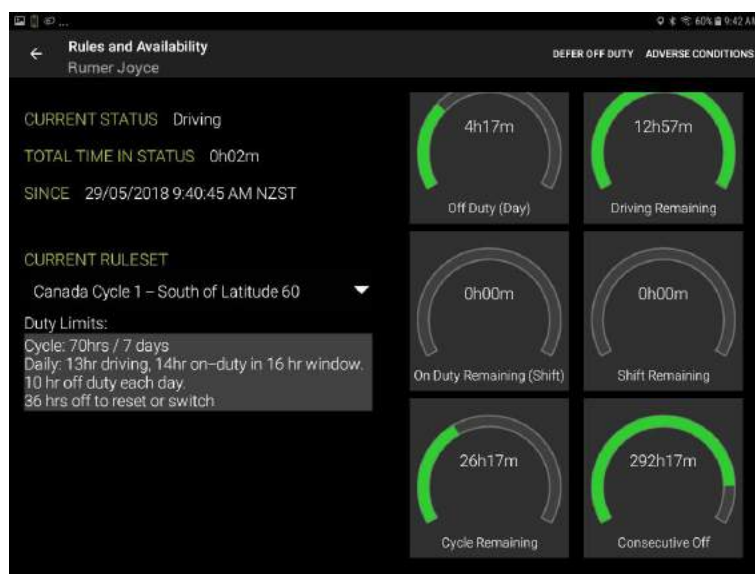 60% 9:42 AM
Rules and Availability
Rumer Joyce
DEFER OFF DUTY ADVERSE CONDITIONS
CURRENT STATUS Driving
TOTAL TIME IN STATUS 0h02m
SINCE 29/05/2018 9:40:45 AM NZST
CURRENT RULESET
Canada Cycle 1 – South of Latitude 60
Duty Limits:
Cycle: 70hrs / 7 days
Daily: 13hr driving, 14hr on–duty in 16 hr window.
10 hr off duty each day.
36 hrs off to reset or switch
4h17m
Off Duty (Day)
12h57m
Driving Remaining
0h00m
On Duty Remaining (Shift)
0h00m
Shift Remaining
26h17m
Cycle Remaining
292h17m
Consecutive Off